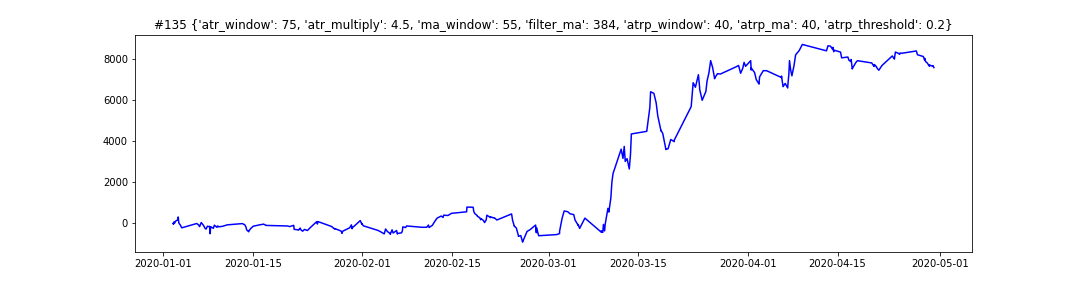 #135 {'atr_window': 75, 'atr_multiply': 4.5, 'ma_window': 55, 'filter_ma': 384, 'atrp_window': 40, 'atrp_ma': 40, 'atrp_threshold': 0.2}
8000
6000
4000
2000
0
2020-01-01 2020-01-15 2020-02-01 2020-02-15 2020-03-01 2020-03-15 2020-04-01 2020-04-15 2020-05-01